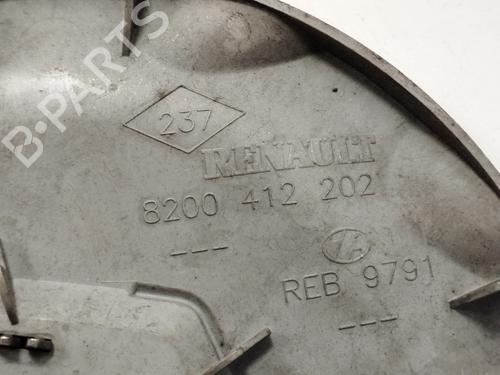 237
RENAULT
8200 412 202
---
REB 9791
---
B-PARTS